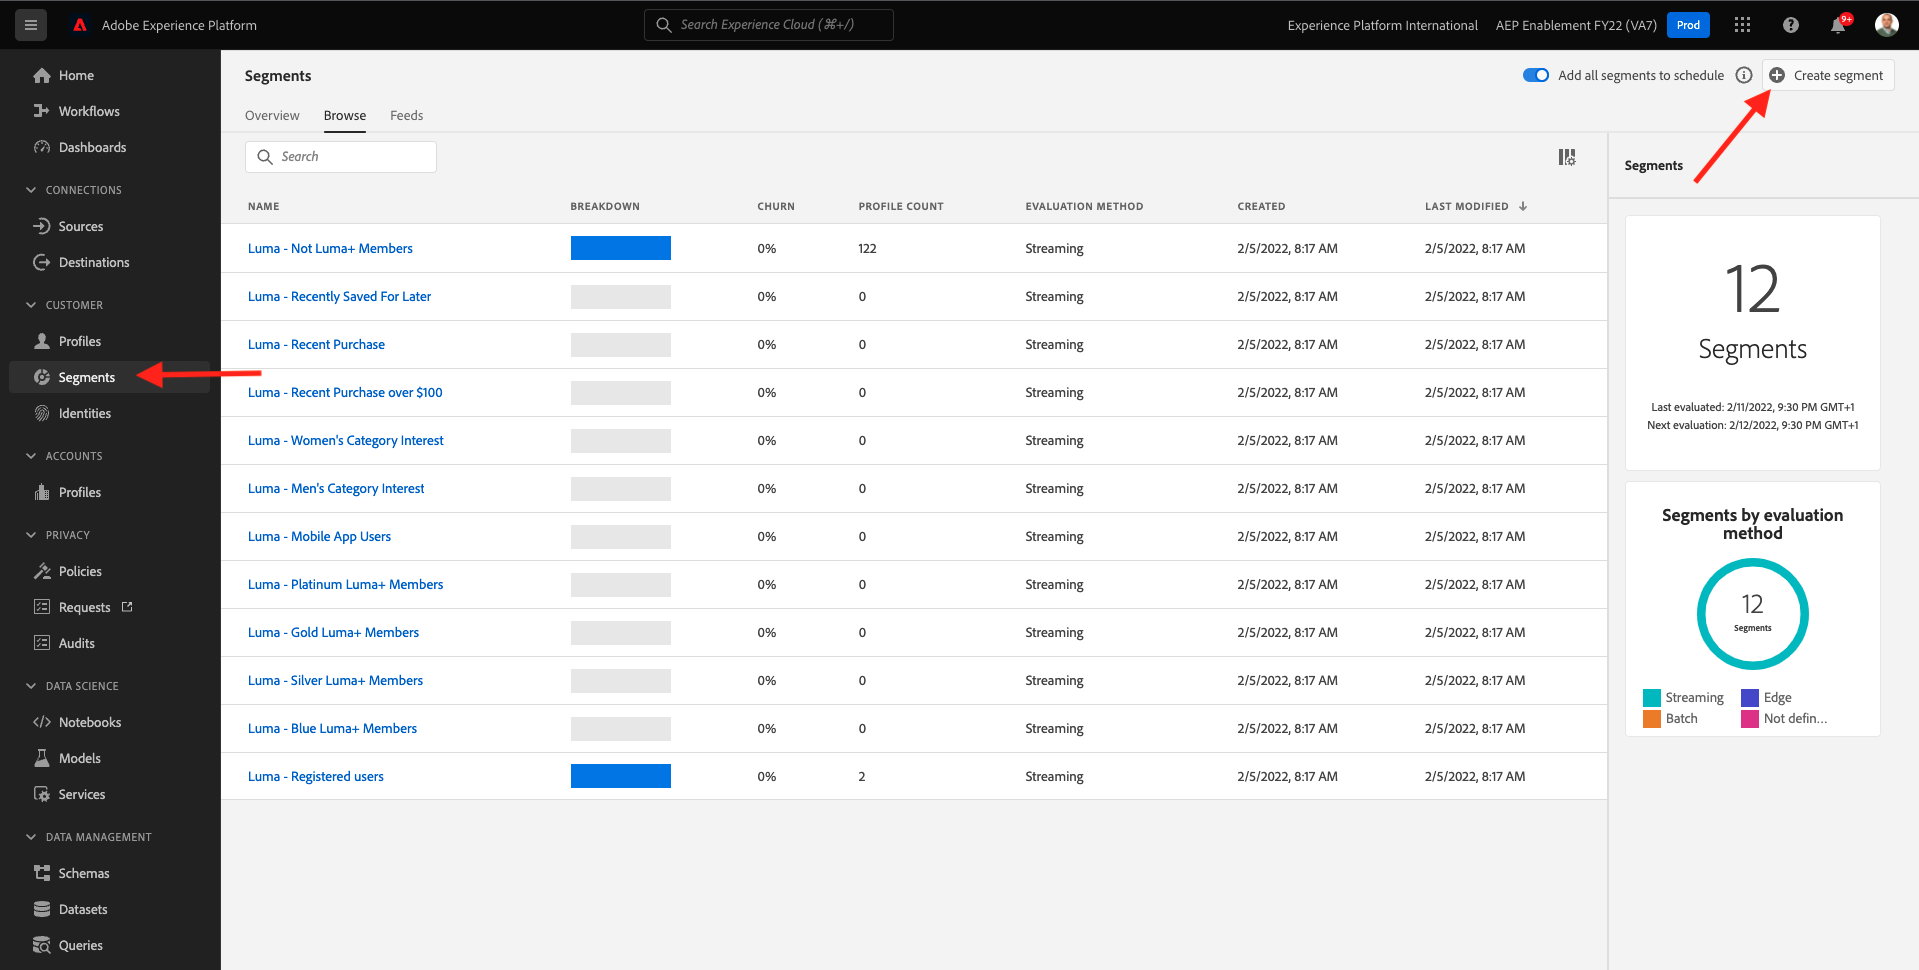 Adobe Experience Platform
Search Experience Cloud (⌘+/)
Experience Platform International
AEP Enablement FY22 (VA7)
Prod
9+
Home
Workflows
Dashboards
CONNECTIONS
Sources
Destinations
CUSTOMER
Profiles
Segments
Identities
ACCOUNTS
Profiles
PRIVACY
Policies
Requests
Audits
DATA SCIENCE
Notebooks
Models
Services
DATA MANAGEMENT
Schemas
Datasets
Queries
Segments
Add all segments to schedule
Create segment
Overview Browse Feeds
Search
NAME BREAKDOWN CHURN PROFILE COUNT EVALUATION METHOD CREATED LAST MODIFIED
Luma - Not Luma+ Members 0% 122 Streaming 2/5/2022, 8:17 AM 2/5/2022, 8:17 AM
Luma - Recently Saved For Later 0% 0 Streaming 2/5/2022, 8:17 AM 2/5/2022, 8:17 AM
Luma - Recent Purchase 0% 0 Streaming 2/5/2022, 8:17 AM 2/5/2022, 8:17 AM
Luma - Recent Purchase over $100 0% 0 Streaming 2/5/2022, 8:17 AM 2/5/2022, 8:17 AM
Luma - Women's Category Interest 0% 0 Streaming 2/5/2022, 8:17 AM 2/5/2022, 8:17 AM
Luma - Men's Category Interest 0% 0 Streaming 2/5/2022, 8:17 AM 2/5/2022, 8:17 AM
Luma - Mobile App Users 0% 0 Streaming 2/5/2022, 8:17 AM 2/5/2022, 8:17 AM
Luma - Platinum Luma+ Members 0% 0 Streaming 2/5/2022, 8:17 AM 2/5/2022, 8:17 AM
Luma - Gold Luma+ Members 0% 0 Streaming 2/5/2022, 8:17 AM 2/5/2022, 8:17 AM
Luma - Silver Luma+ Members 0% 0 Streaming 2/5/2022, 8:17 AM 2/5/2022, 8:17 AM
Luma - Blue Luma+ Members 0% 0 Streaming 2/5/2022, 8:17 AM 2/5/2022, 8:17 AM
Luma - Registered users 0% 2 Streaming 2/5/2022, 8:17 AM 2/5/2022, 8:17 AM
Segments
12
Segments
Last evaluated: 2/11/2022, 9:30 PM GMT+1
Next evaluation: 2/12/2022, 9:30 PM GMT+1
Segments by evaluation
method
12
Segments
Streaming Edge
Batch Not defin...